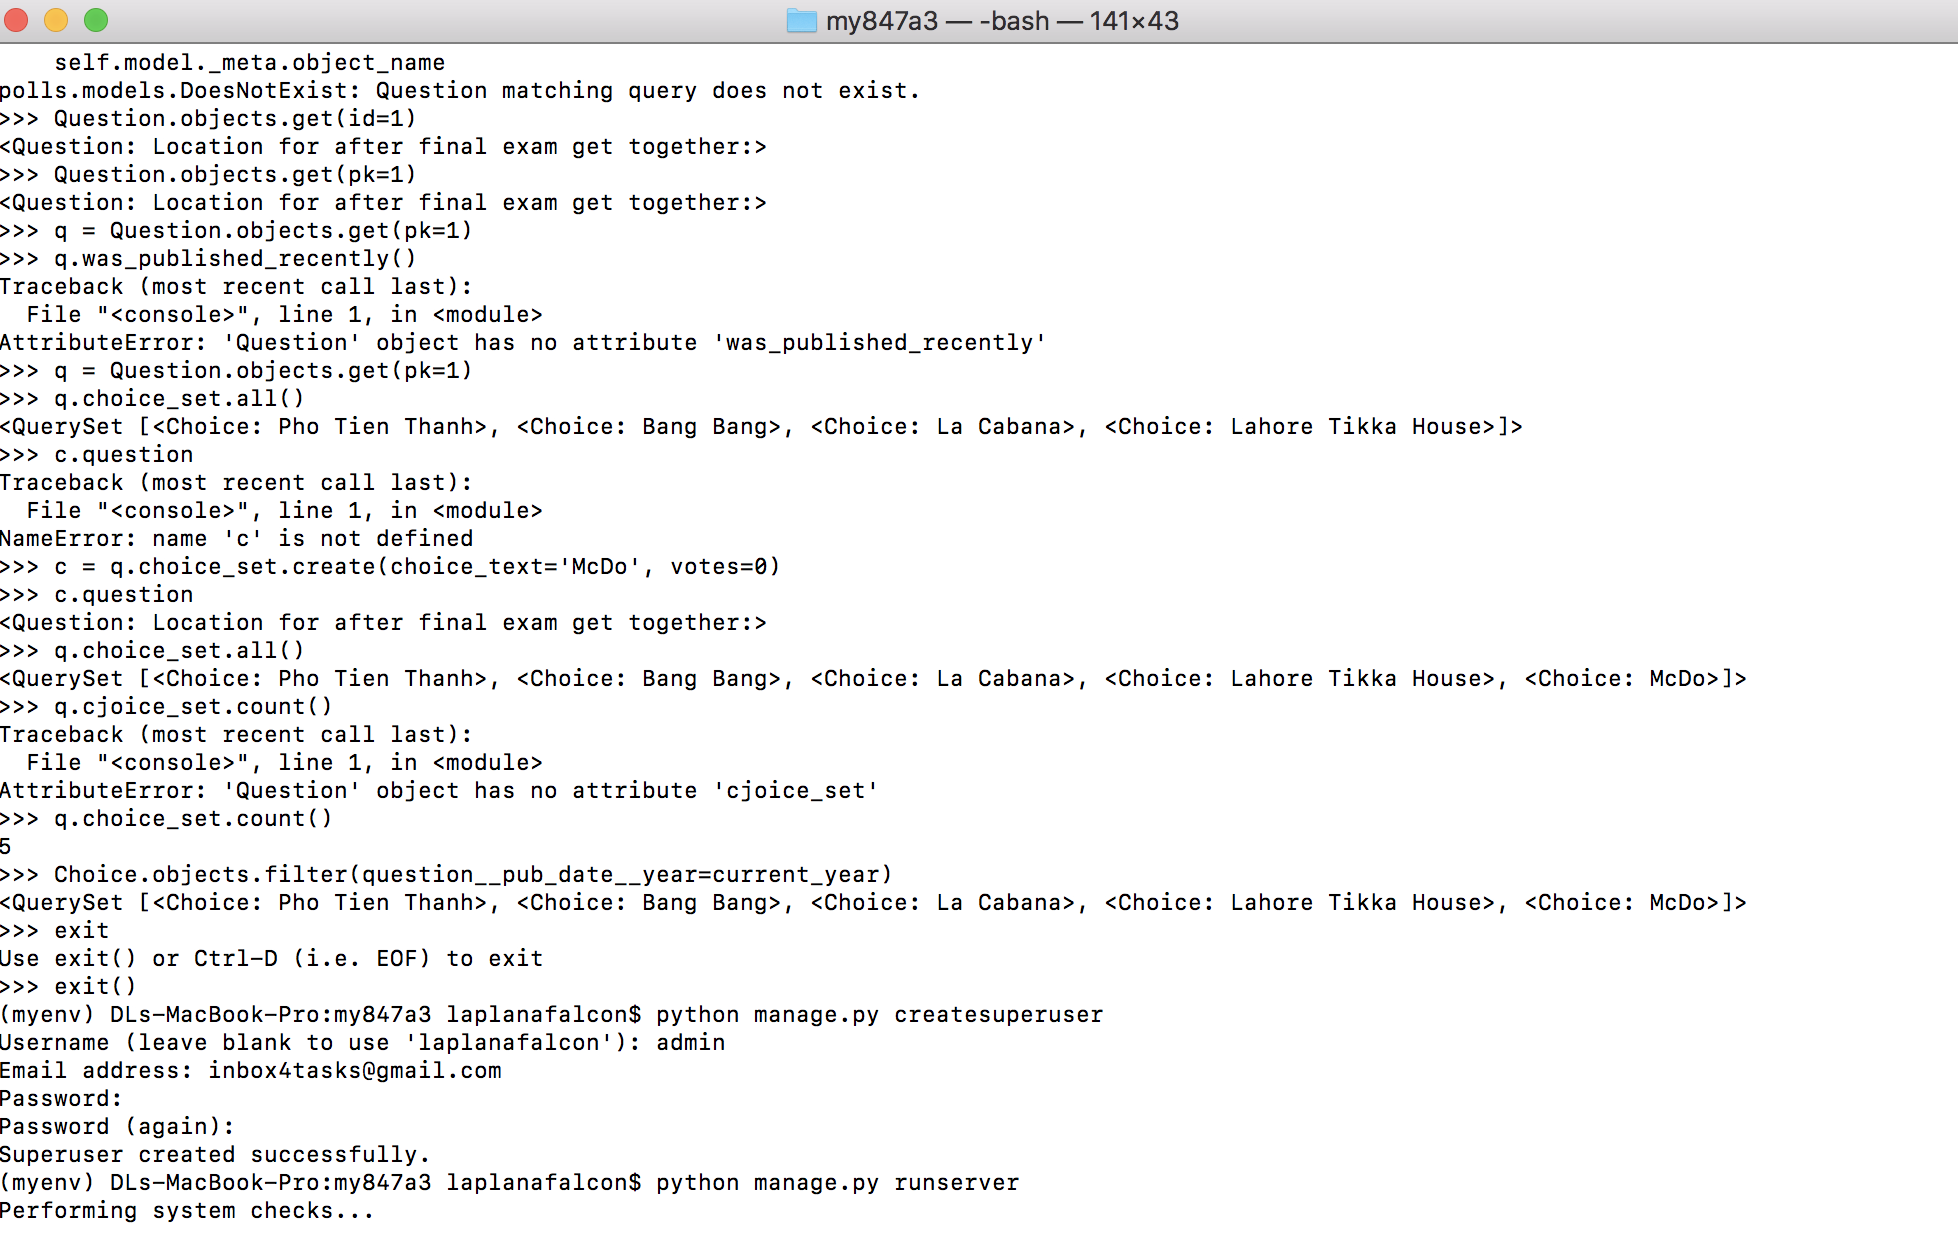 my847a3 — -bash — 141×43
    self.model._meta.object_name
polls.models.DoesNotExist: Question matching query does not exist.
>>> Question.objects.get(id=1)
<Question: Location for after final exam get together:>
>>> Question.objects.get(pk=1)
<Question: Location for after final exam get together:>
>>> q = Question.objects.get(pk=1)
>>> q.was_published_recently()
Traceback (most recent call last):
  File "<console>", line 1, in <module>
AttributeError: 'Question' object has no attribute 'was_published_recently'
>>> q = Question.objects.get(pk=1)
>>> q.choice_set.all()
<QuerySet [<Choice: Pho Tien Thanh>, <Choice: Bang Bang>, <Choice: La Cabana>, <Choice: Lahore Tikka House>]>
>>> c.question
Traceback (most recent call last):
  File "<console>", line 1, in <module>
NameError: name 'c' is not defined
>>> c = q.choice_set.create(choice_text='McDo', votes=0)
>>> c.question
<Question: Location for after final exam get together:>
>>> q.choice_set.all()
<QuerySet [<Choice: Pho Tien Thanh>, <Choice: Bang Bang>, <Choice: La Cabana>, <Choice: Lahore Tikka House>, <Choice: McDo>]>
>>> q.cjoice_set.count()
Traceback (most recent call last):
  File "<console>", line 1, in <module>
AttributeError: 'Question' object has no attribute 'cjoice_set'
>>> q.choice_set.count()
5
>>> Choice.objects.filter(question__pub_date__year=current_year)
<QuerySet [<Choice: Pho Tien Thanh>, <Choice: Bang Bang>, <Choice: La Cabana>, <Choice: Lahore Tikka House>, <Choice: McDo>]>
>>> exit
Use exit() or Ctrl-D (i.e. EOF) to exit
>>> exit()
(myenv) DLs-MacBook-Pro:my847a3 laplanafalcon$ python manage.py createsuperuser
Username (leave blank to use 'laplanafalcon'): admin
Email address: inbox4tasks@gmail.com
Password:
Password (again):
Superuser created successfully.
(myenv) DLs-MacBook-Pro:my847a3 laplanafalcon$ python manage.py runserver
Performing system checks...